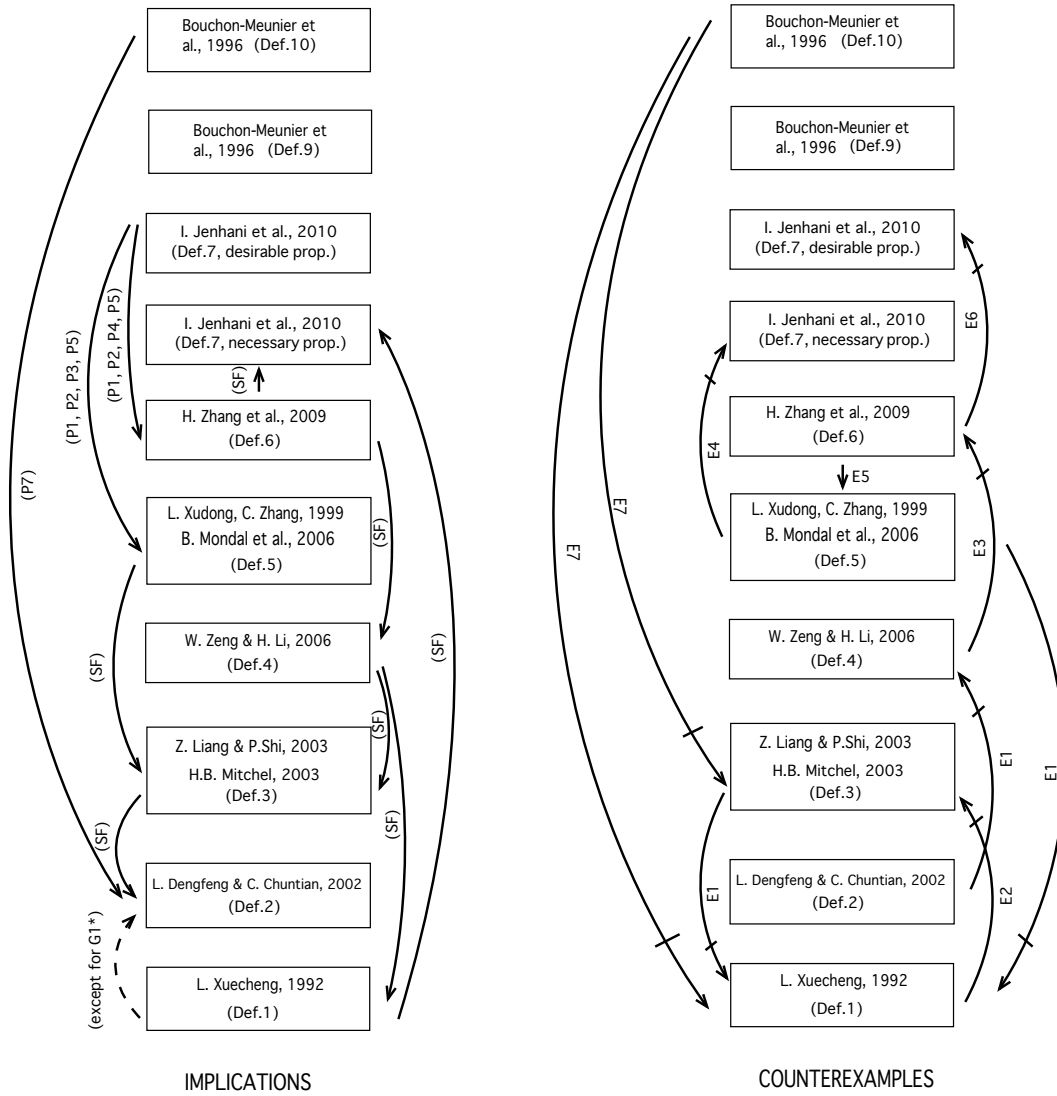 Bouchon-Meunier et
al., 1996 (Def.10)
Bouchon-Meunier et
al., 1996 (Def.9)
I. Jenhani et al., 2010
(Def.7, desirable prop.)
I. Jenhani et al., 2010
(Def.7, necessary prop.)
(SF)
H. Zhang et al., 2009
(Def.6)
L. Xudong, C. Zhang, 1999
B. Mondal et al., 2006
(Def.5)
W. Zeng & H. Li, 2006
(Def.4)
Z. Liang & P.Shi, 2003
H.B. Mitchel, 2003
(Def.3)
L. Dengfeng & C. Chuntian, 2002
(Def.2)
L. Xuecheng, 1992
(Def.1)
(P7)
(P1, P2, P3, P5)
(P1, P2, P4, P5)
(SF)
(SF)
(SF)
(SF)
(SF)
(SF)
(except for G1*)
IMPLICATIONS
Bouchon-Meunier et
al., 1996 (Def.10)
Bouchon-Meunier et
al., 1996 (Def.9)
I. Jenhani et al., 2010
(Def.7, desirable prop.)
I. Jenhani et al., 2010
(Def.7, necessary prop.)
H. Zhang et al., 2009
(Def.6)
E5
L. Xudong, C. Zhang, 1999
B. Mondal et al., 2006
(Def.5)
W. Zeng & H. Li, 2006
(Def.4)
Z. Liang & P.Shi, 2003
H.B. Mitchel, 2003
(Def.3)
L. Dengfeng & C. Chuntian, 2002
(Def.2)
L. Xuecheng, 1992
(Def.1)
E7
E7
E4
E6
E3
E1
E1
E2
E1
COUNTEREXAMPLES